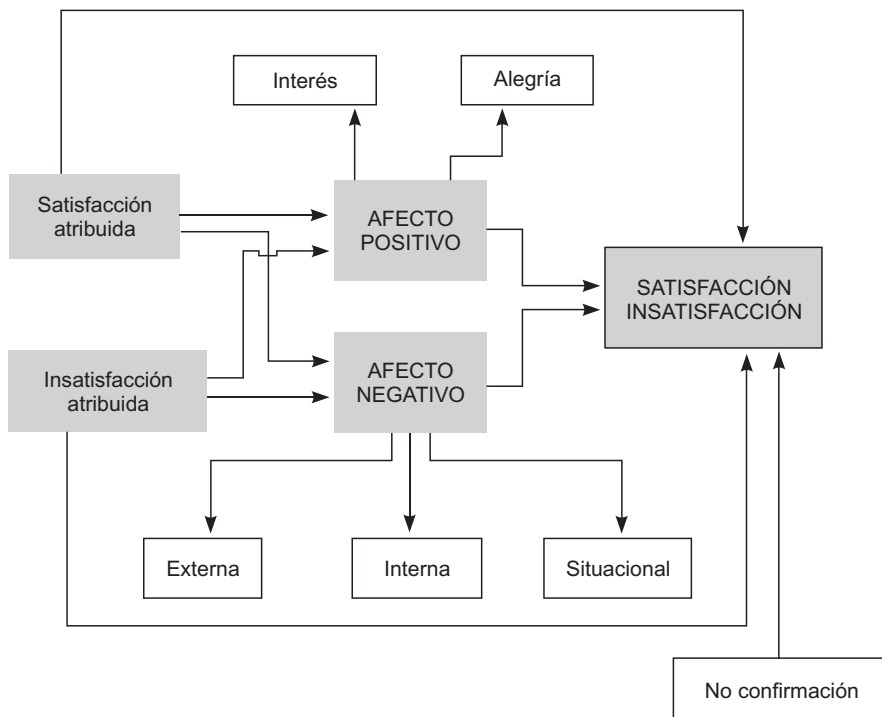 Interés
Alegría
Satisfacción
atribuida
AFECTO
POSITIVO
SATISFACCIÓN
INSATISFACCIÓN
Insatisfacción
atribuida
AFECTO
NEGATIVO
Externa
Interna
Situacional
No confirmación